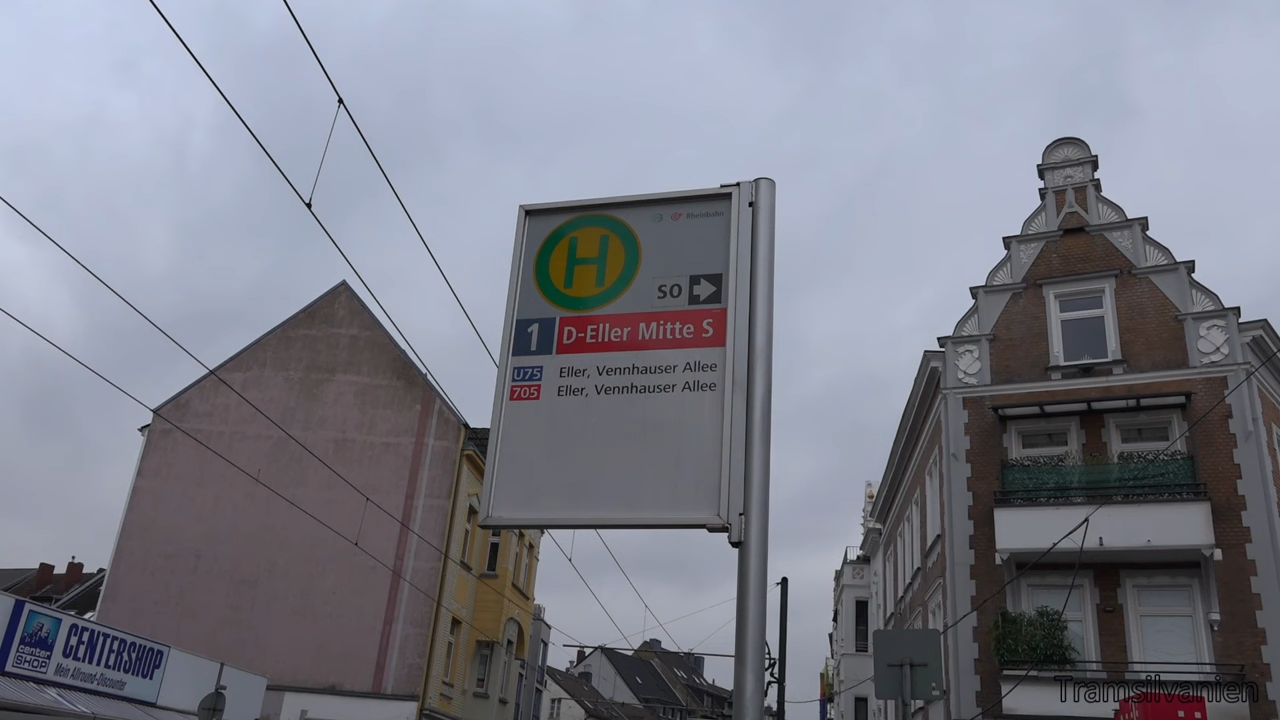 H
Rheinbahn
SO
1 D-Eller Mitte S
U75 Eller, Vennhauser Allee
705 Eller, Vennhauser Allee
center
SHOP
CENTERSHOP
Mein Allround-Discounter
Tramsilvanien